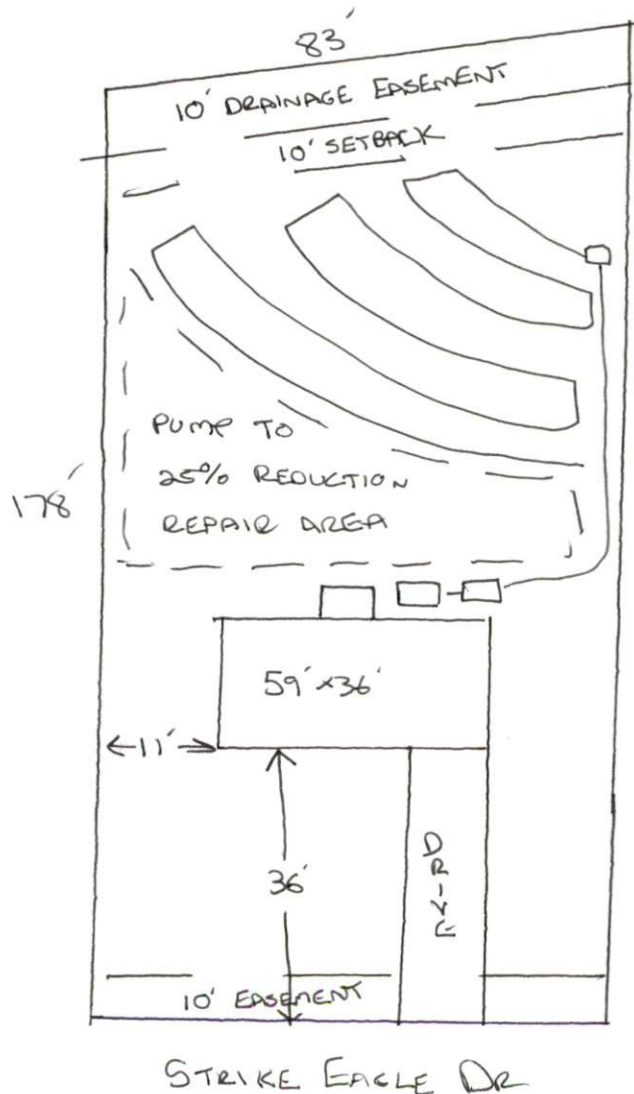 83'
10' DRAINAGE EASEMENT
10' SETBACK
PUMP TO
25% REDUCTION
REPAIR AREA
178'
59' x 36'
11'
36'
DRIVE
10' EASEMENT
STRIKE EAGLE DR